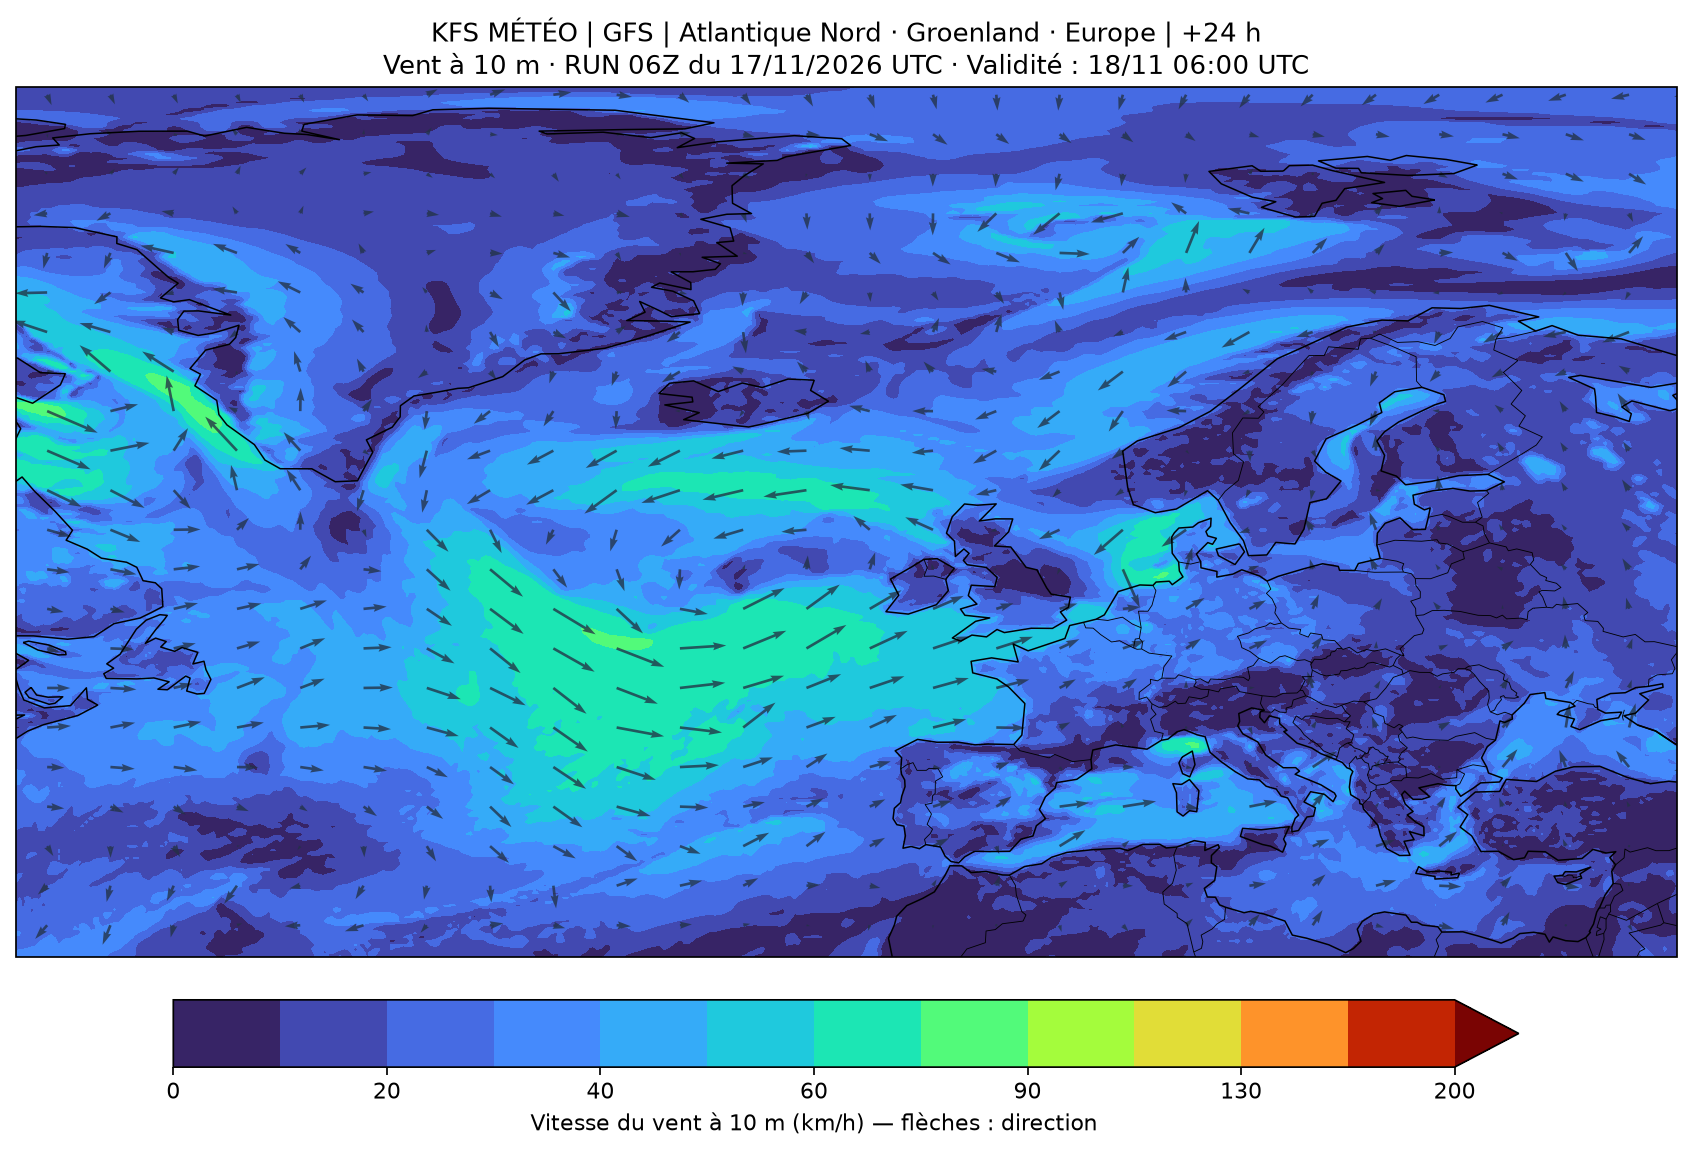 KFS MÉTÉO | GFS | Atlantique Nord · Groenland · Europe | +24 h
Vent à 10 m · RUN 06Z du 17/11/2026 UTC · Validité : 18/11 06:00 UTC
0 20 40 60 90 130 200
Vitesse du vent à 10 m (km/h) — flèches : direction